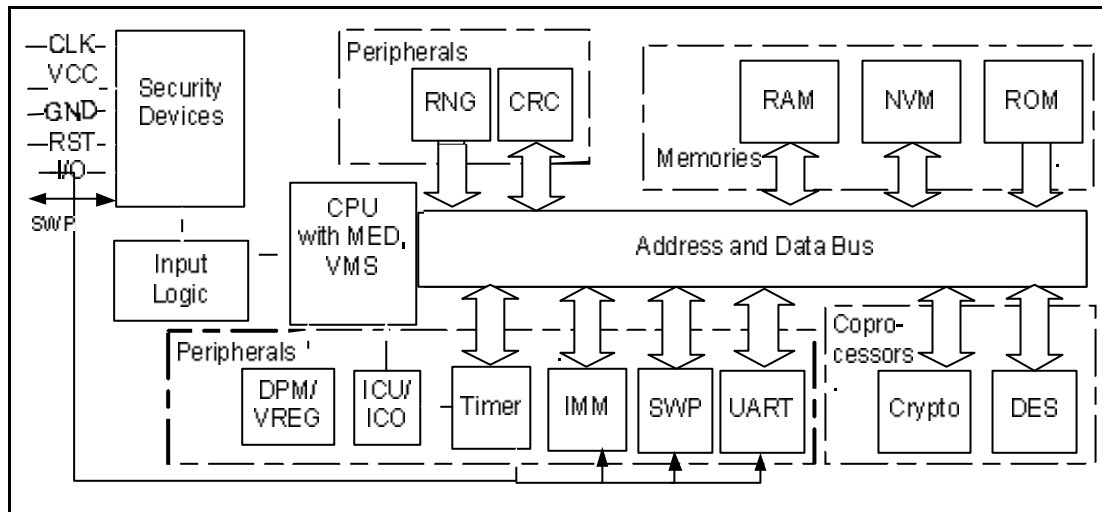 CLK
VCC
GND
RST
I/O
SWP
Security
Devices
Input
Logic
CPU
with MED,
VMS
Peripherals
RNG
CRC
RAM
NVM
ROM
Memories
Address and Data Bus
Peripherals
DPM/
VREG
ICU/
ICO
Timer
IMM
SWP
UART
Copro-
cessors
Crypto
DES